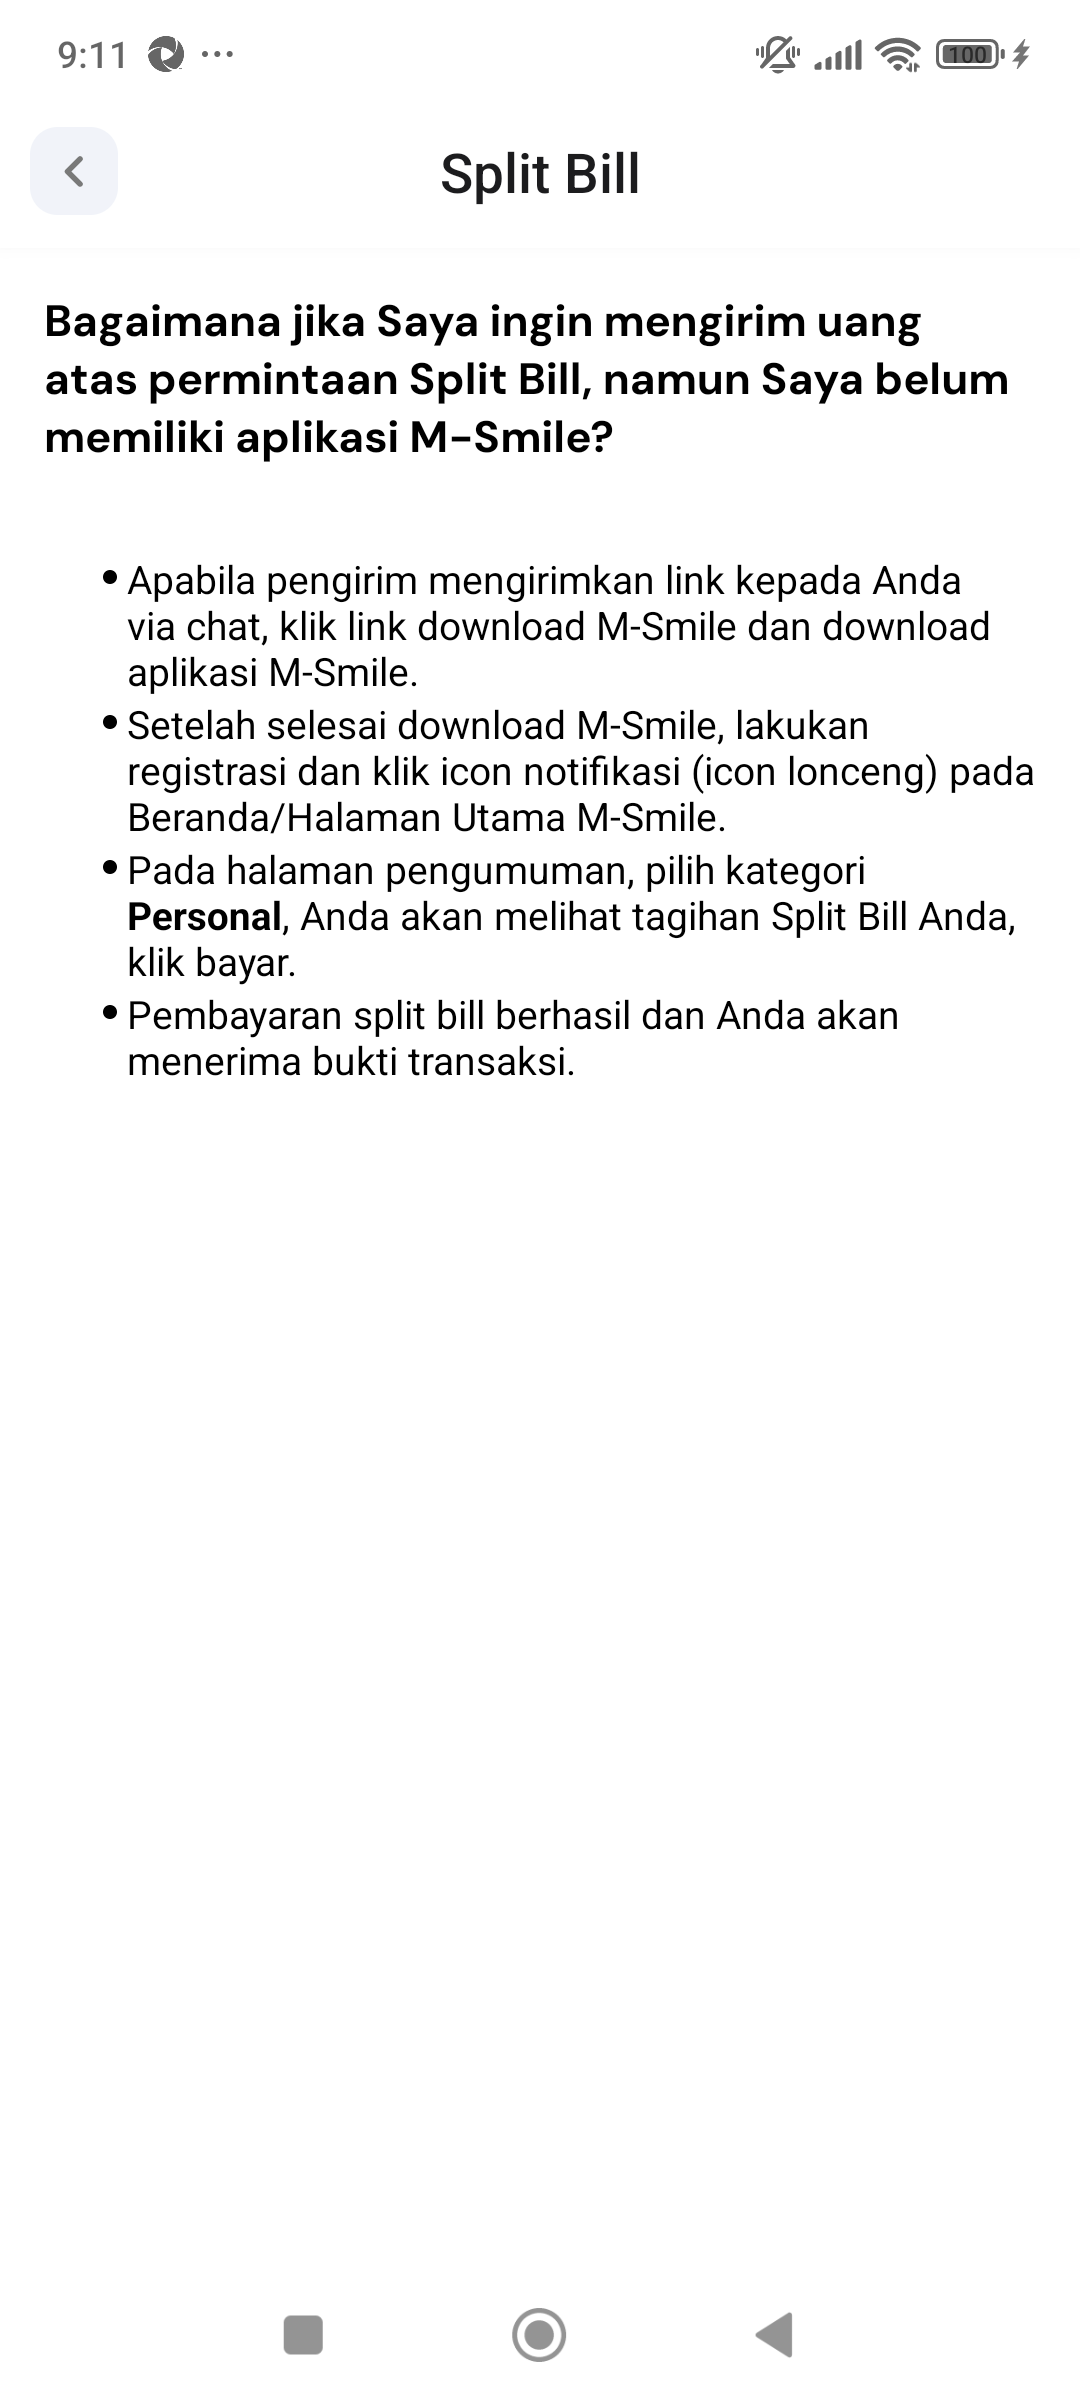 9:11
100
Split Bill
Bagaimana jika Saya ingin mengirim uang
atas permintaan Split Bill, namun Saya belum
memiliki aplikasi M-Smile?
• Apabila pengirim mengirimkan link kepada Anda
via chat, klik link download M-Smile dan download
aplikasi M-Smile.
• Setelah selesai download M-Smile, lakukan
registrasi dan klik icon notifikasi (icon lonceng) pada
Beranda/Halaman Utama M-Smile.
• Pada halaman pengumuman, pilih kategori
Personal, Anda akan melihat tagihan Split Bill Anda,
klik bayar.
• Pembayaran split bill berhasil dan Anda akan
menerima bukti transaksi.